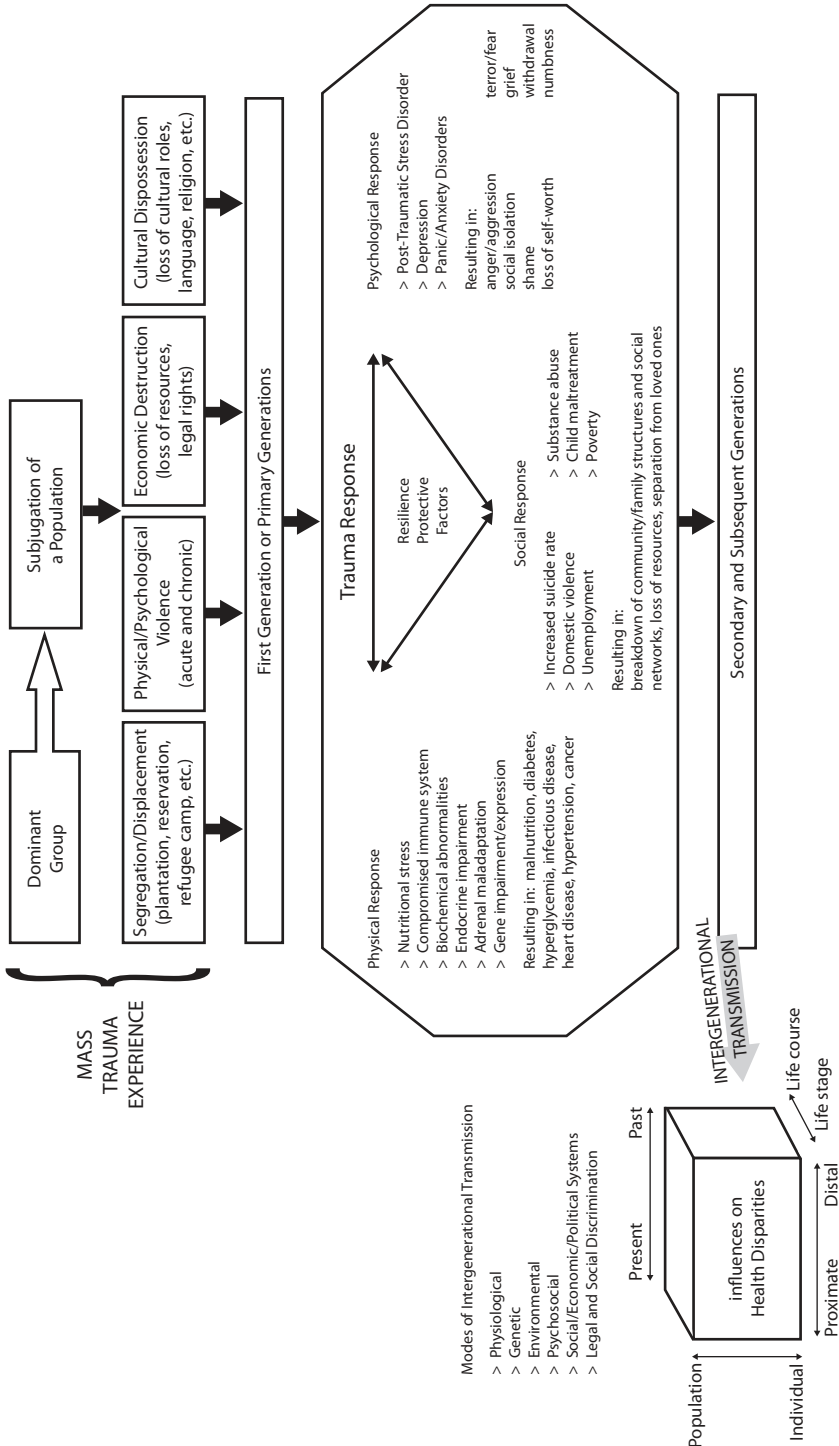 MASS
TRAUMA
EXPERIENCE
Dominant
Group
Subjugation of
a Population
Segregation/Displacement
(plantation, reservation,
refugee camp, etc.)
Physical/Psychological
Violence
(acute and chronic)
Economic Destruction
(loss of resources,
legal rights)
Cultural Dispossession
(loss of cultural roles,
language, religion, etc.)
First Generation or Primary Generations
Trauma Response
Physical Response
> Nutritional stress
> Compromised immune system
> Biochemical abnormalities
> Endocrine impairment
> Adrenal maladaptation
> Gene impairment/expression
Resulting in: malnutrition, diabetes,
hyperglycemia, infectious disease,
heart disease, hypertension, cancer
Resilience
Protective
Factors
Psychological Response
> Post-Traumatic Stress Disorder
> Depression
> Panic/Anxiety Disorders
Resulting in:
anger/aggression
social isolation
shame
loss of self-worth
terror/fear
grief
withdrawal
numbness
Social Response
> Increased suicide rate
> Domestic violence
> Unemployment
> Substance abuse
> Child maltreatment
> Poverty
Resulting in:
breakdown of community/family structures and social
networks, loss of resources, separation from loved ones
Secondary and Subsequent Generations
INTERGENERATIONAL
TRANSMISSION
Modes of Intergenerational Transmission
> Physiological
> Genetic
> Environmental
> Psychosocial
> Social/Economic/Political Systems
> Legal and Social Discrimination
Present
Past
Population
Individual
influences on
Health Disparities
Life course
Life stage
Proximate
Distal